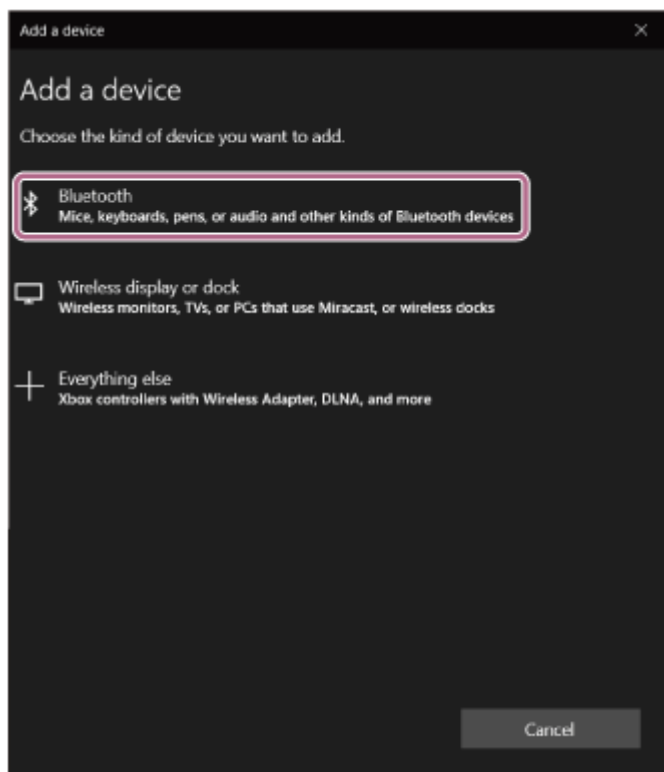 Add a device
Add a device
Choose the kind of device you want to add.
Bluetooth
Mice, keyboards, pens, or audio and other kinds of Bluetooth devices
Wireless display or dock
Wireless monitors, TVs, or PCs that use Miracast, or wireless docks
Everything else
Xbox controllers with Wireless Adapter, DLNA, and more
Cancel